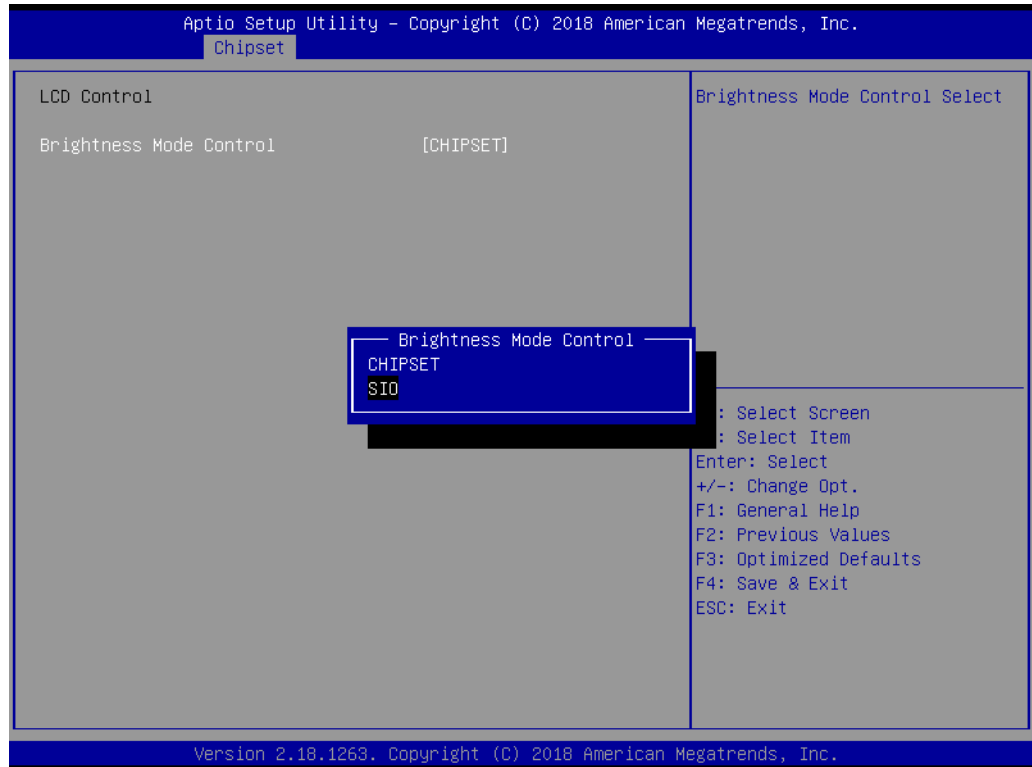 Aptio Setup Utility – Copyright (C) 2018 American Megatrends, Inc.
Chipset
LCD Control
Brightness Mode Control [CHIPSET]
Brightness Mode Control Select
Brightness Mode Control
CHIPSET
SIO
: Select Screen
: Select Item
Enter: Select
+/-: Change Opt.
F1: General Help
F2: Previous Values
F3: Optimized Defaults
F4: Save & Exit
ESC: Exit
Version 2.18.1263. Copyright (C) 2018 American Megatrends, Inc.